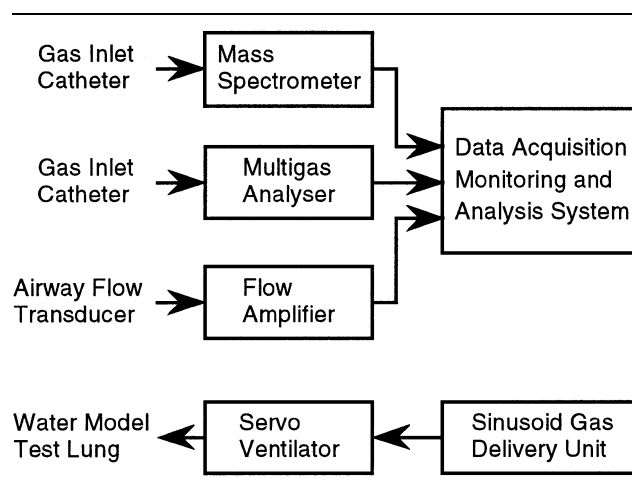 Gas Inlet
Catheter
Mass
Spectrometer
Gas Inlet
Catheter
Multigas
Analyser
Data Acquisition
Monitoring and
Analysis System
Airway Flow
Transducer
Flow
Amplifier
Water Model
Test Lung
Servo
Ventilator
Sinusoid Gas
Delivery Unit